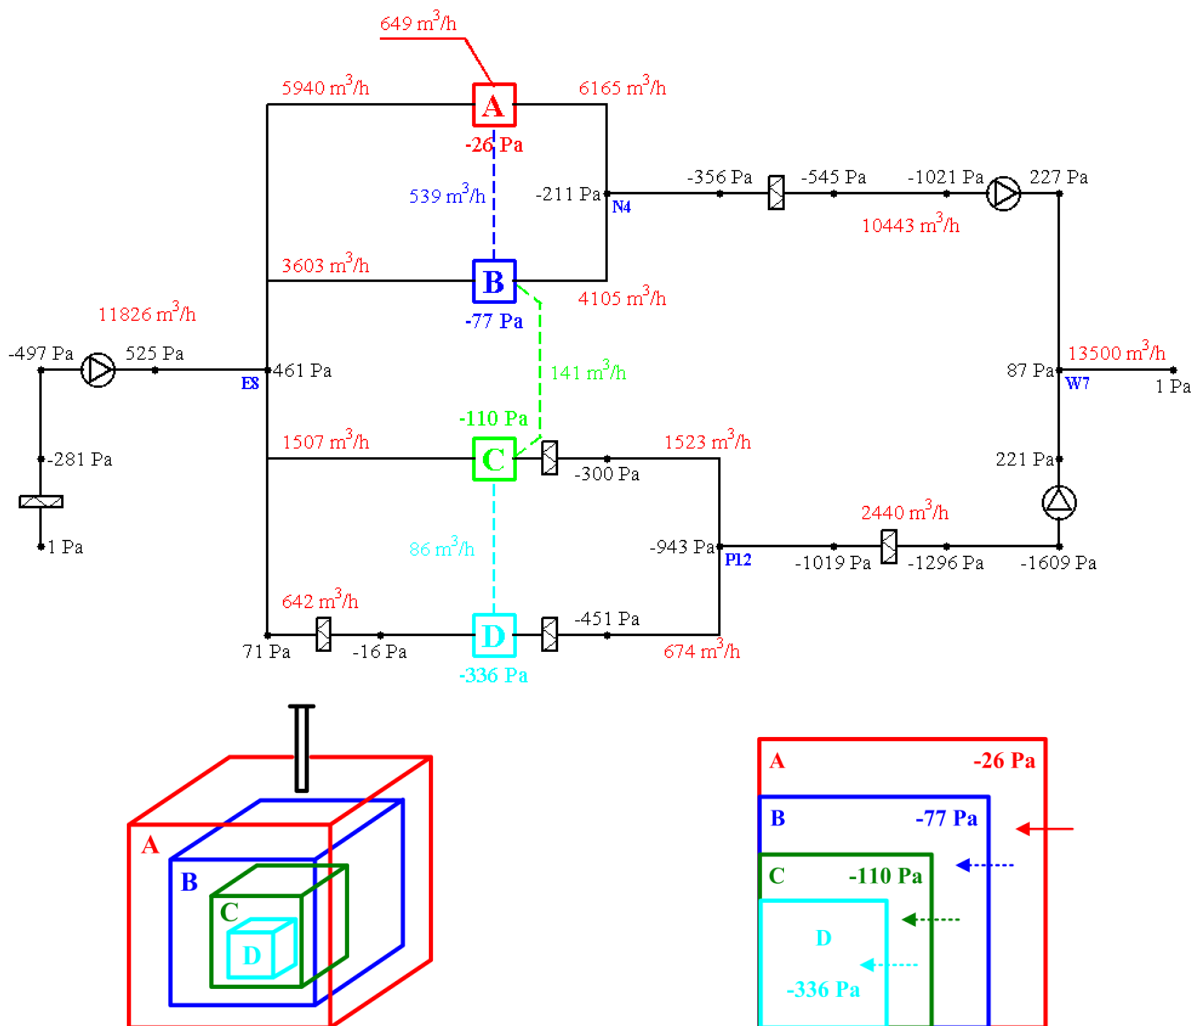 649 m³/h
5940 m³/h
6165 m³/h
A
-26 Pa
-356 Pa
-545 Pa
-1021 Pa
227 Pa
539 m³/h
-211 Pa
N4
10443 m³/h
3603 m³/h
B
4105 m³/h
-77 Pa
11826 m³/h
-497 Pa
525 Pa
E8
461 Pa
141 m³/h
87 Pa
W7
13500 m³/h
1 Pa
-110 Pa
1507 m³/h
C
1523 m³/h
-281 Pa
-300 Pa
221 Pa
2440 m³/h
1 Pa
86 m³/h
-943 Pa
P12
-1019 Pa
-1296 Pa
-1609 Pa
642 m³/h
D
-451 Pa
71 Pa
-16 Pa
674 m³/h
-336 Pa
A
B
C
D
A
-26 Pa
B
-77 Pa
C
-110 Pa
D
-336 Pa